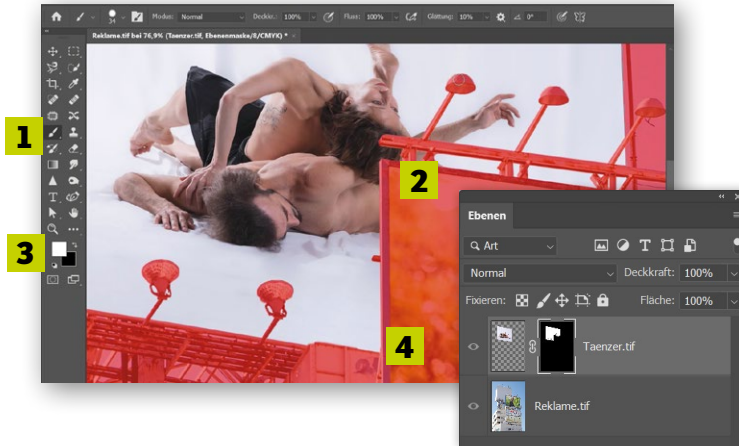 34
Modus: Normal Deckkr.: 100% Fluss: 100% Glättung: 10% 0°
Reklame.tif bei 76,9% (Taenzer.tif, Ebenenmaske/8/CMYK) * ×
1
2
3
4
Ebenen
Art
Normal Deckkraft: 100%
Fixieren: Fläche: 100%
Taenzer.tif
Reklame.tif